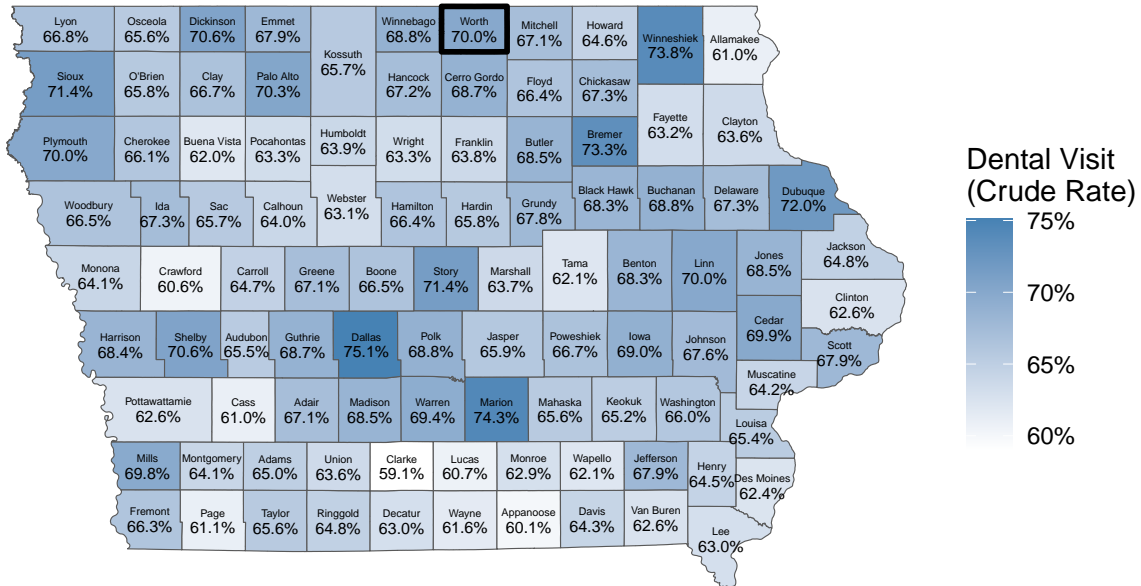 Lyon
66.8%
Osceola
65.6%
Dickinson
70.6%
Emmet
67.9%
Winnebago
68.8%
Worth
70.0%
Mitchell
67.1%
Howard
64.6%
Winneshiek
73.8%
Allamakee
61.0%
Kossuth
65.7%
Sioux
71.4%
O'Brien
65.8%
Clay
66.7%
Palo Alto
70.3%
Hancock
67.2%
Cerro Gordo
68.7%
Floyd
66.4%
Chickasaw
67.3%
Fayette
63.2%
Clayton
63.6%
Plymouth
70.0%
Cherokee
66.1%
Buena Vista
62.0%
Pocahontas
63.3%
Humboldt
63.9%
Wright
63.3%
Franklin
63.8%
Butler
68.5%
Bremer
73.3%
Woodbury
66.5%
Ida
67.3%
Sac
65.7%
Calhoun
64.0%
Webster
63.1%
Hamilton
66.4%
Hardin
65.8%
Grundy
67.8%
Black Hawk
68.3%
Buchanan
68.8%
Delaware
67.3%
Dubuque
72.0%
Monona
64.1%
Crawford
60.6%
Carroll
64.7%
Greene
67.1%
Boone
66.5%
Story
71.4%
Marshall
63.7%
Tama
62.1%
Benton
68.3%
Linn
70.0%
Jones
68.5%
Jackson
64.8%
Clinton
62.6%
Harrison
68.4%
Shelby
70.6%
Audubon
65.5%
Guthrie
68.7%
Dallas
75.1%
Polk
68.8%
Jasper
65.9%
Poweshiek
66.7%
Iowa
69.0%
Johnson
67.6%
Cedar
69.9%
Scott
67.9%
Muscatine
64.2%
Pottawattamie
62.6%
Cass
61.0%
Adair
67.1%
Madison
68.5%
Warren
69.4%
Marion
74.3%
Mahaska
65.6%
Keokuk
65.2%
Washington
66.0%
Louisa
65.4%
Mills
69.8%
Montgomery
64.1%
Adams
65.0%
Union
63.6%
Clarke
59.1%
Lucas
60.7%
Monroe
62.9%
Wapello
62.1%
Jefferson
67.9%
Henry
64.5%
Des Moines
62.4%
Fremont
66.3%
Page
61.1%
Taylor
65.6%
Ringgold
64.8%
Decatur
63.0%
Wayne
61.6%
Appanoose
60.1%
Davis
64.3%
Van Buren
62.6%
Lee
63.0%
Dental Visit
(Crude Rate)
75%
70%
65%
60%